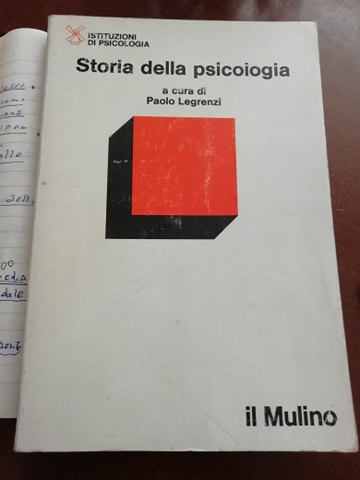 ISTITUZIONI
DI PSICOLOGIA
Storia della psicologia
a cura di
Paolo Legrenzi
il Mulino